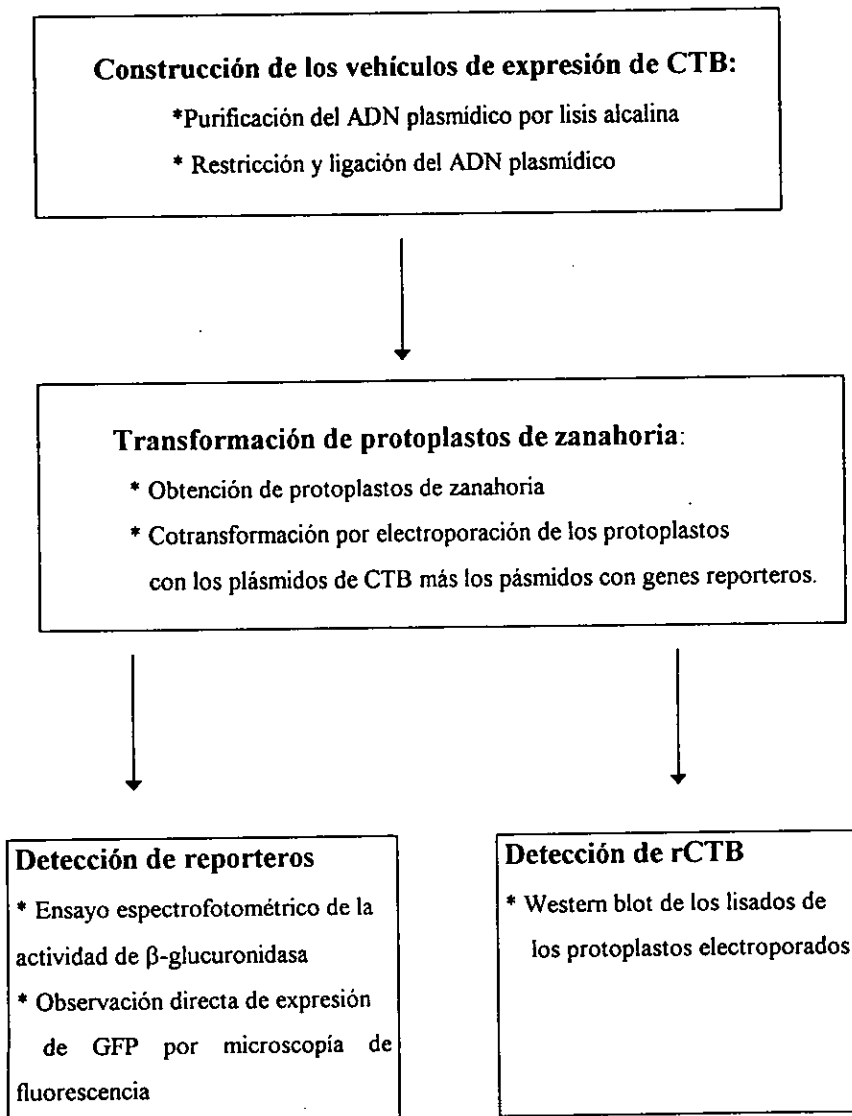 Construcción de los vehículos de expresión de CTB:
*Purificación del ADN plasmídico por lisis alcalina
* Restricción y ligación del ADN plasmídico
Transformación de protoplastos de zanahoria:
* Obtención de protoplastos de zanahoria
* Cotransformación por electroporación de los protoplastos
con los plásmidos de CTB más los pásmidos con genes reporteros.
Detección de reporteros
* Ensayo espectrofotométrico de la
actividad de β-glucuronidasa
* Observación directa de expresión
de GFP por microscopía de
fluorescencia
Detección de rCTB
* Western blot de los lisados de
los protoplastos electroporados